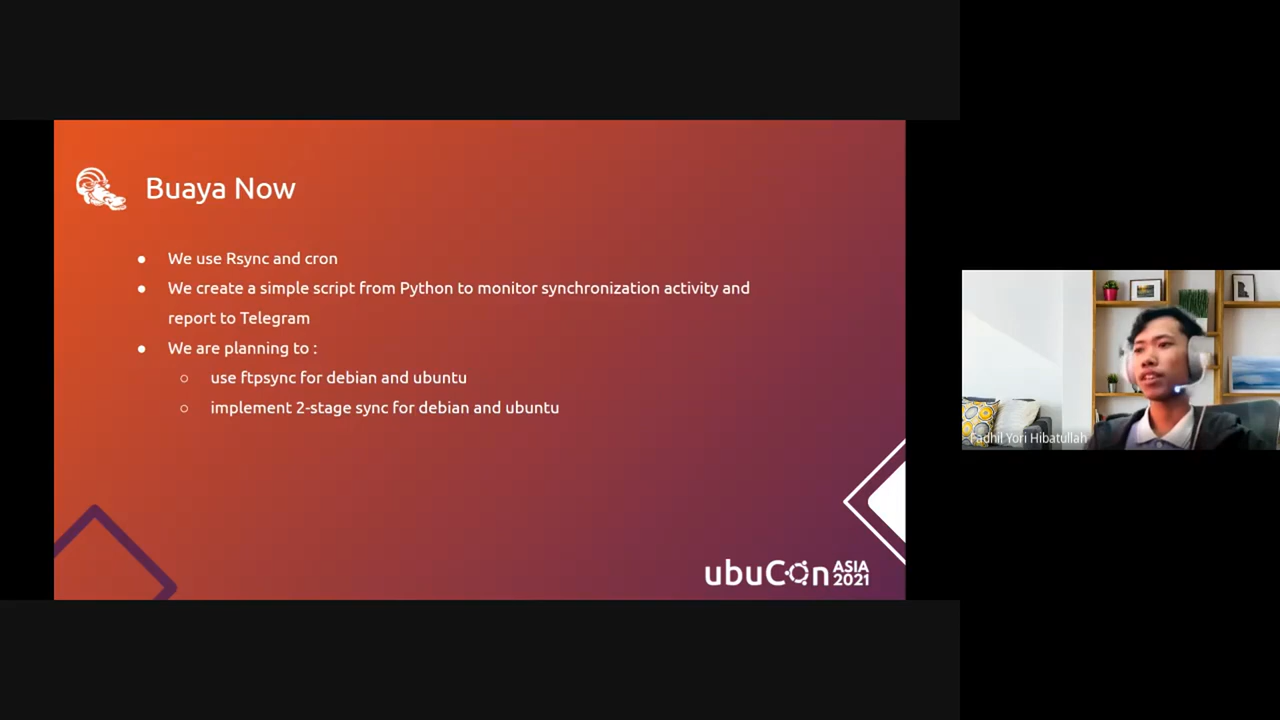 Buaya Now
● We use Rsync and cron
● We create a simple script from Python to monitor synchronization activity and
report to Telegram
● We are planning to :
○ use ftpsync for debian and ubuntu
○ implement 2-stage sync for debian and ubuntu
ubuCon ASIA 2021
Fadhil Yori Hibatullah